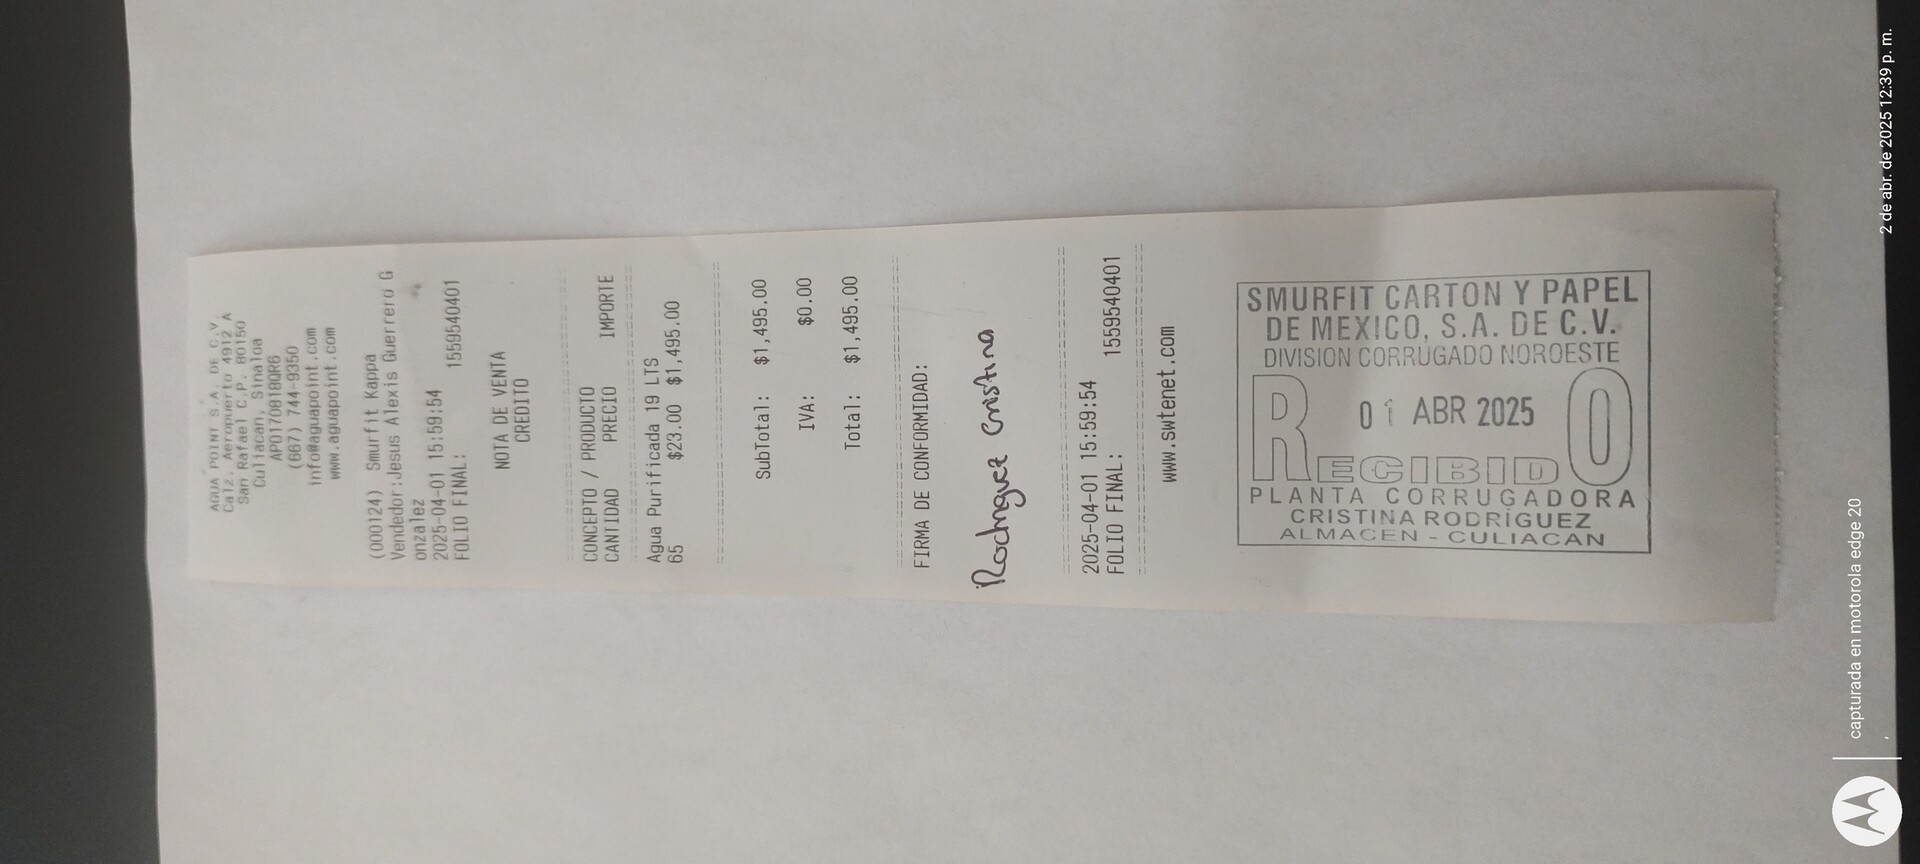 AGUA POINT S.A. DE C.V.
Calz. Aeropuerto 4912 A
San Rafael C.P. 80150
Culiacan, Sinaloa
APO170818QR6
(667) 744-9350
info@aguapoint.com
www.aguapoint.com
(000124) Smurfit Kappa
Vendedor:Jesus Alexis Guerrero G
onzalez
2025-04-01 15:59:54
FOLIO FINAL: 1559540401
NOTA DE VENTA
CREDITO
CONCEPTO / PRODUCTO
CANTIDAD PRECIO IMPORTE
Agua Purificada 19 LTS
65 $23.00 $1,495.00
SubTotal: $1,495.00
IVA: $0.00
Total: $1,495.00
FIRMA DE CONFORMIDAD:
Rodriguez Cristina
2025-04-01 15:59:54
FOLIO FINAL: 1559540401
www.swtenet.com
SMURFIT CARTON Y PAPEL
DE MEXICO, S.A. DE C.V.
DIVISION CORRUGADO NOROESTE
01 ABR 2025
RECIBIDO
PLANTA CORRUGADORA
CRISTINA RODRÍGUEZ
ALMACEN - CULIACAN
capturada en motorola edge 20
2 de abr. de 2025 12:39 p. m.